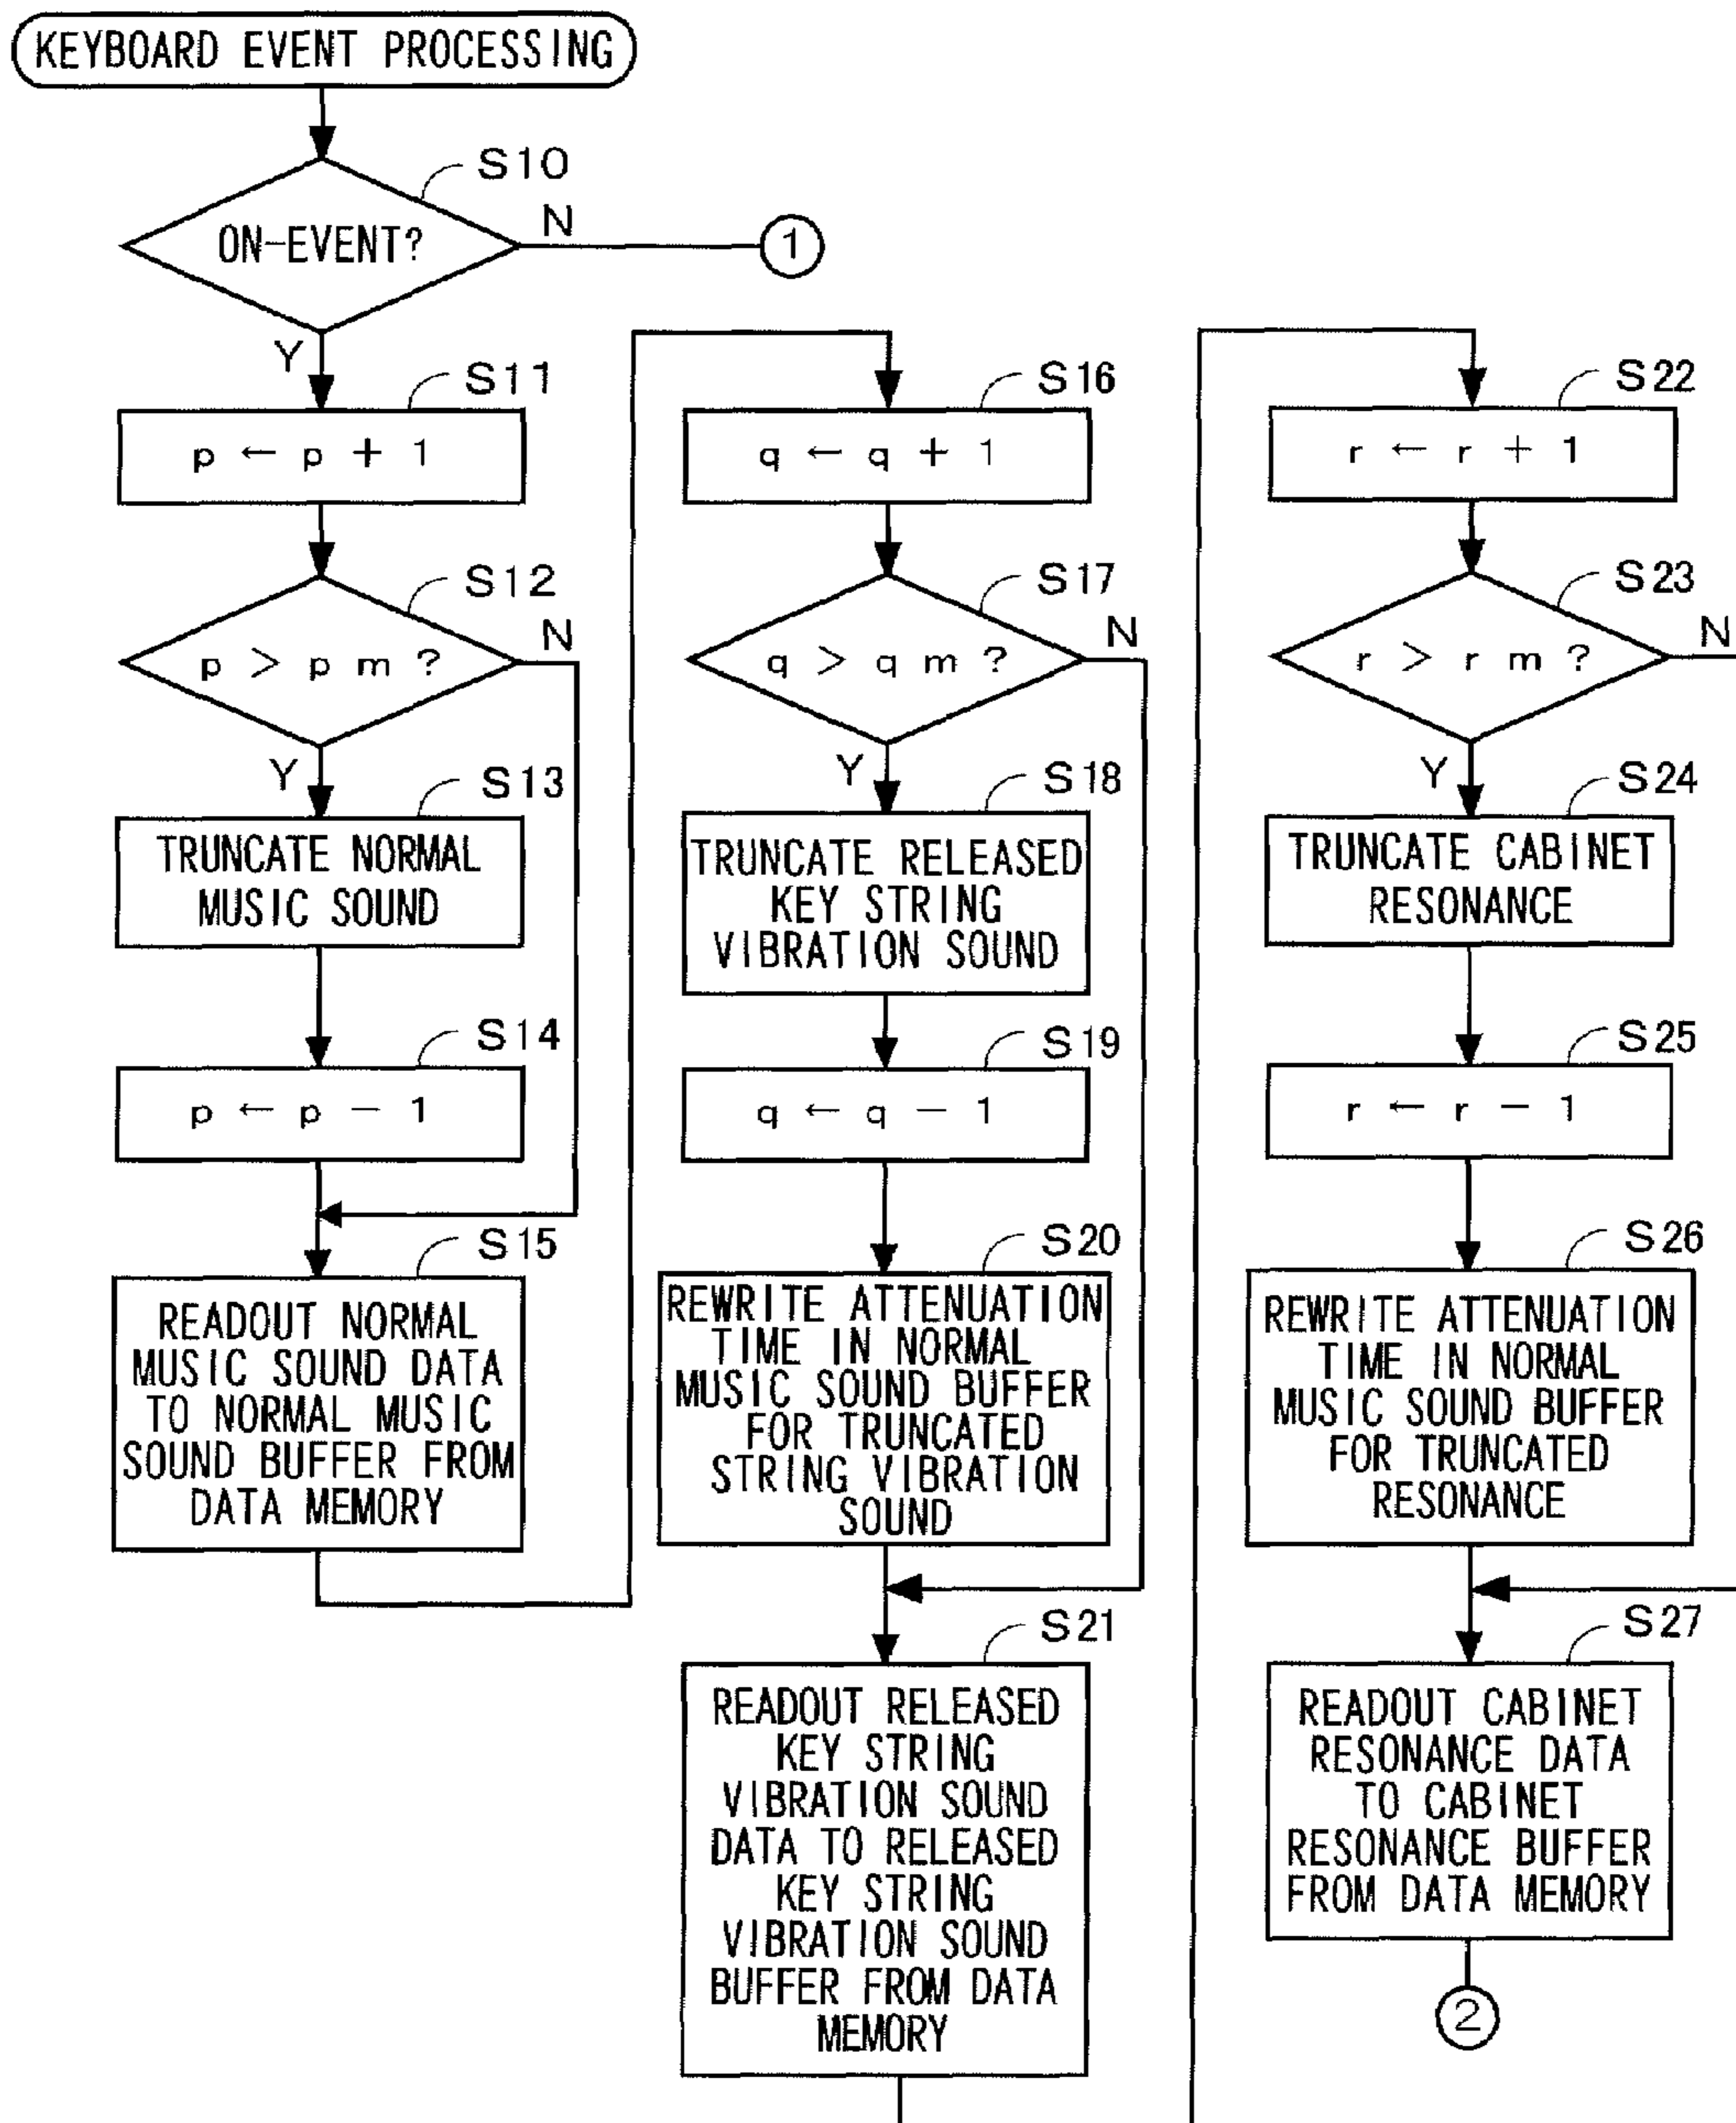 KEYBOARD EVENT PROCESSING
S10
ON-EVENT?
N
1
Y
S11
p ← p + 1
S12
p > pm ?
N
Y
S13
TRUNCATE NORMAL
MUSIC SOUND
S14
p ← p - 1
S15
READOUT NORMAL
MUSIC SOUND DATA
TO NORMAL MUSIC
SOUND BUFFER FROM
DATA MEMORY
S16
q ← q + 1
S17
q > qm ?
N
Y
S18
TRUNCATE RELEASED
KEY STRING
VIBRATION SOUND
S19
q ← q - 1
S20
REWRITE ATTENUATION
TIME IN NORMAL
MUSIC SOUND BUFFER
FOR TRUNCATED
STRING VIBRATION
SOUND
S21
READOUT RELEASED
KEY STRING
VIBRATION SOUND
DATA TO RELEASED
KEY STRING
VIBRATION SOUND
BUFFER FROM DATA
MEMORY
S22
r ← r + 1
S23
r > rm ?
N
Y
S24
TRUNCATE CABINET
RESONANCE
S25
r ← r - 1
S26
REWRITE ATTENUATION
TIME IN NORMAL
MUSIC SOUND BUFFER
FOR TRUNCATED
RESONANCE
S27
READOUT CABINET
RESONANCE DATA
TO CABINET
RESONANCE BUFFER
FROM DATA MEMORY
2